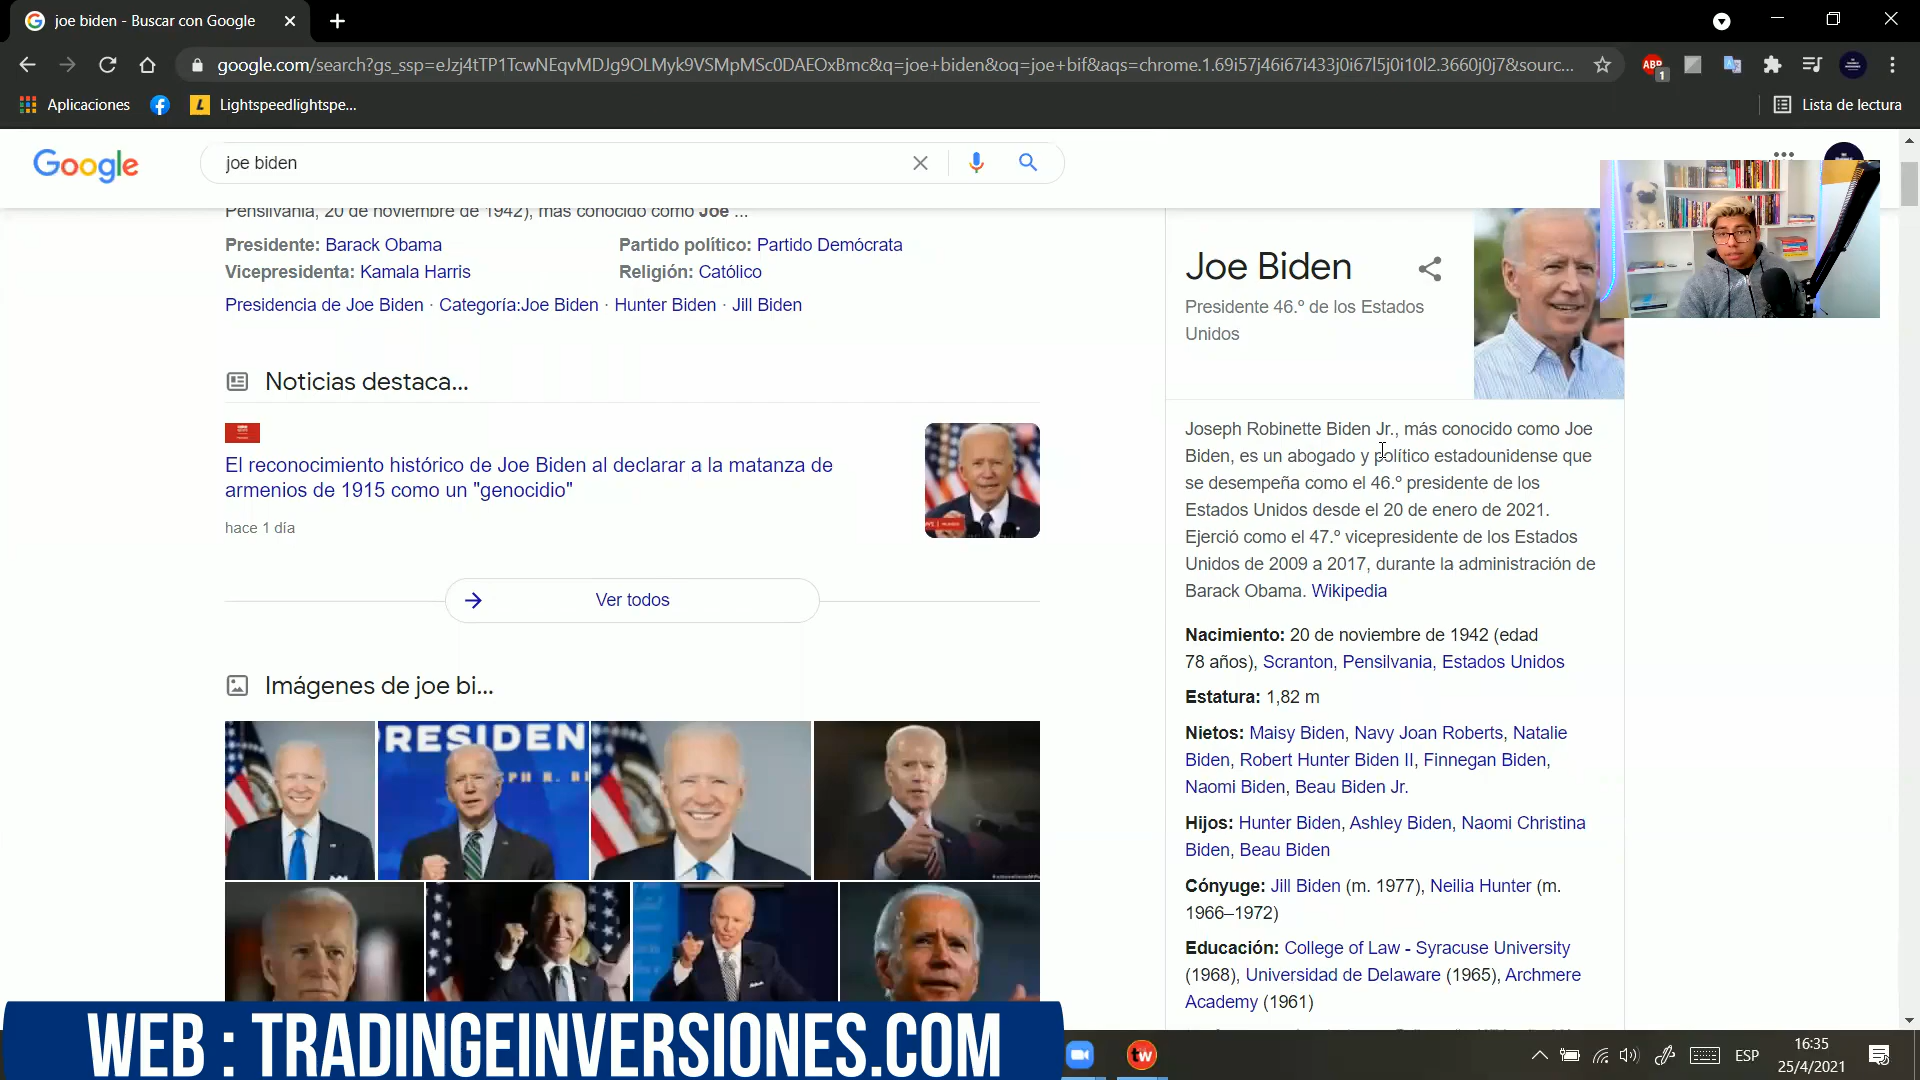 joe biden - Buscar con Google
google.com/search?gs_ssp=eJzj4tTP1TcwNEqvMDJg9OLMyk9VSMpMSc0DAEOxBmc&q=joe+biden&oq=joe+bif&aqs=chrome.1.69i57j46i67i433j0i67l5j0i10l2.3660j0j7&sourc...
ABP
1
Aplicaciones
L
Lightspeedlightspe...
Lista de lectura
Google
joe biden
Pensilvania, 20 de noviembre de 1942), más conocido como Joe ...
Presidente: Barack Obama
Partido político: Partido Demócrata
Vicepresidenta: Kamala Harris
Religión: Católico
Presidencia de Joe Biden · Categoría:Joe Biden · Hunter Biden · Jill Biden
Noticias destaca...
El reconocimiento histórico de Joe Biden al declarar a la matanza de
armenios de 1915 como un "genocidio"
hace 1 día
Ver todos
Imágenes de joe bi...
RESIDEN
Joe Biden
Presidente 46.º de los Estados
Unidos
Joseph Robinette Biden Jr., más conocido como Joe
Biden, es un abogado y político estadounidense que
se desempeña como el 46.º presidente de los
Estados Unidos desde el 20 de enero de 2021.
Ejerció como el 47.º vicepresidente de los Estados
Unidos de 2009 a 2017, durante la administración de
Barack Obama. Wikipedia
Nacimiento: 20 de noviembre de 1942 (edad
78 años), Scranton, Pensilvania, Estados Unidos
Estatura: 1,82 m
Nietos: Maisy Biden, Navy Joan Roberts, Natalie
Biden, Robert Hunter Biden II, Finnegan Biden,
Naomi Biden, Beau Biden Jr.
Hijos: Hunter Biden, Ashley Biden, Naomi Christina
Biden, Beau Biden
Cónyuge: Jill Biden (m. 1977), Neilia Hunter (m.
1966–1972)
Educación: College of Law - Syracuse University
(1968), Universidad de Delaware (1965), Archmere
Academy (1961)
WEB : TRADINGEINVERSIONES.COM
tw
ESP
16:35
25/4/2021